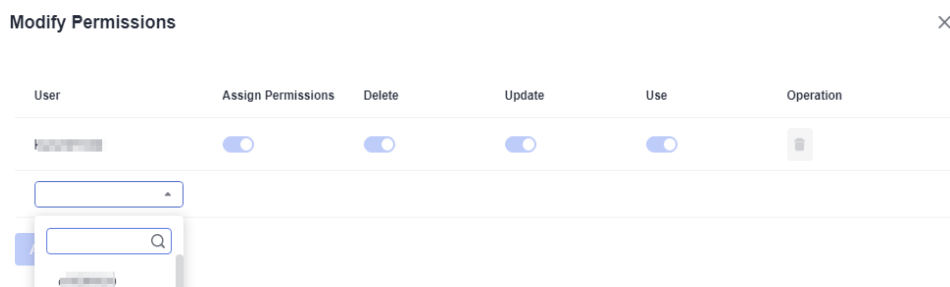 Modify Permissions
User Assign Permissions Delete Update Use Operation